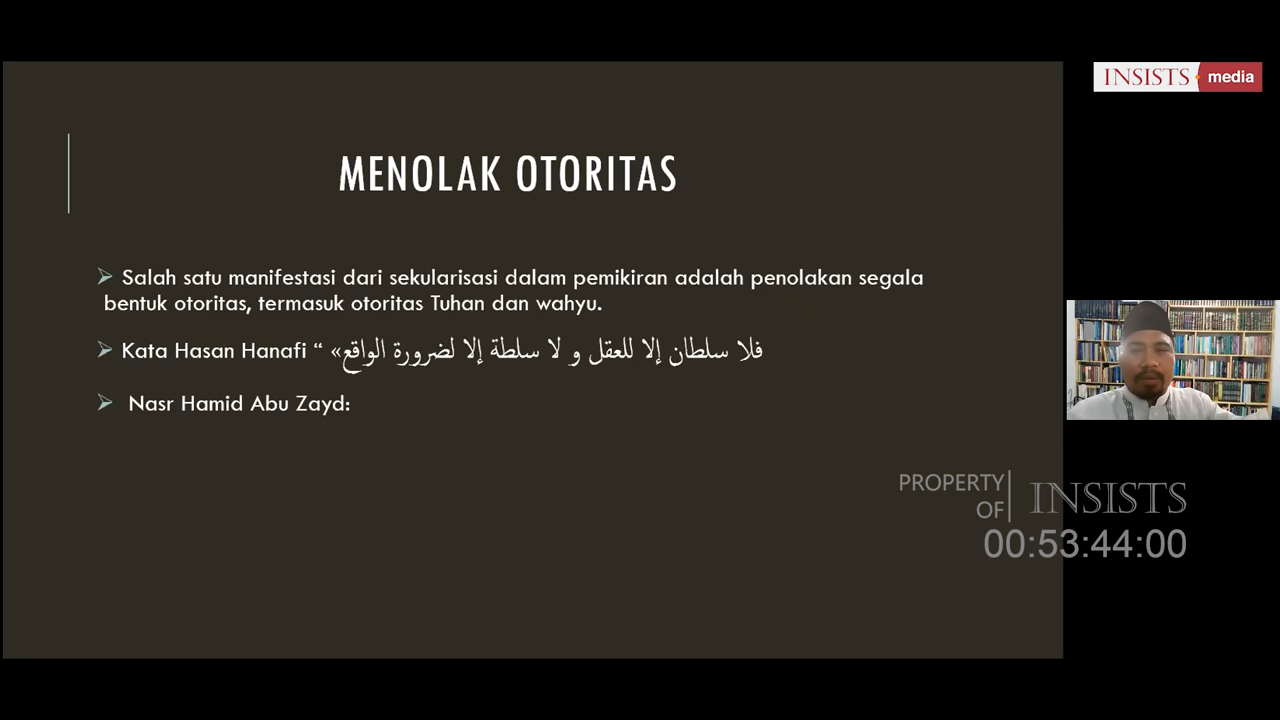 INSISTS media
MENOLAK OTORITAS
Salah satu manifestasi dari sekularisasi dalam pemikiran adalah penolakan segala
bentuk otoritas, termasuk otoritas Tuhan dan wahyu.
Kata Hasan Hanafi “ «فلا سلطان إلا للعقل و لا سلطة إلا لضرورة الواقع
Nasr Hamid Abu Zayd:
PROPERTY OF INSISTS
00:53:44:00